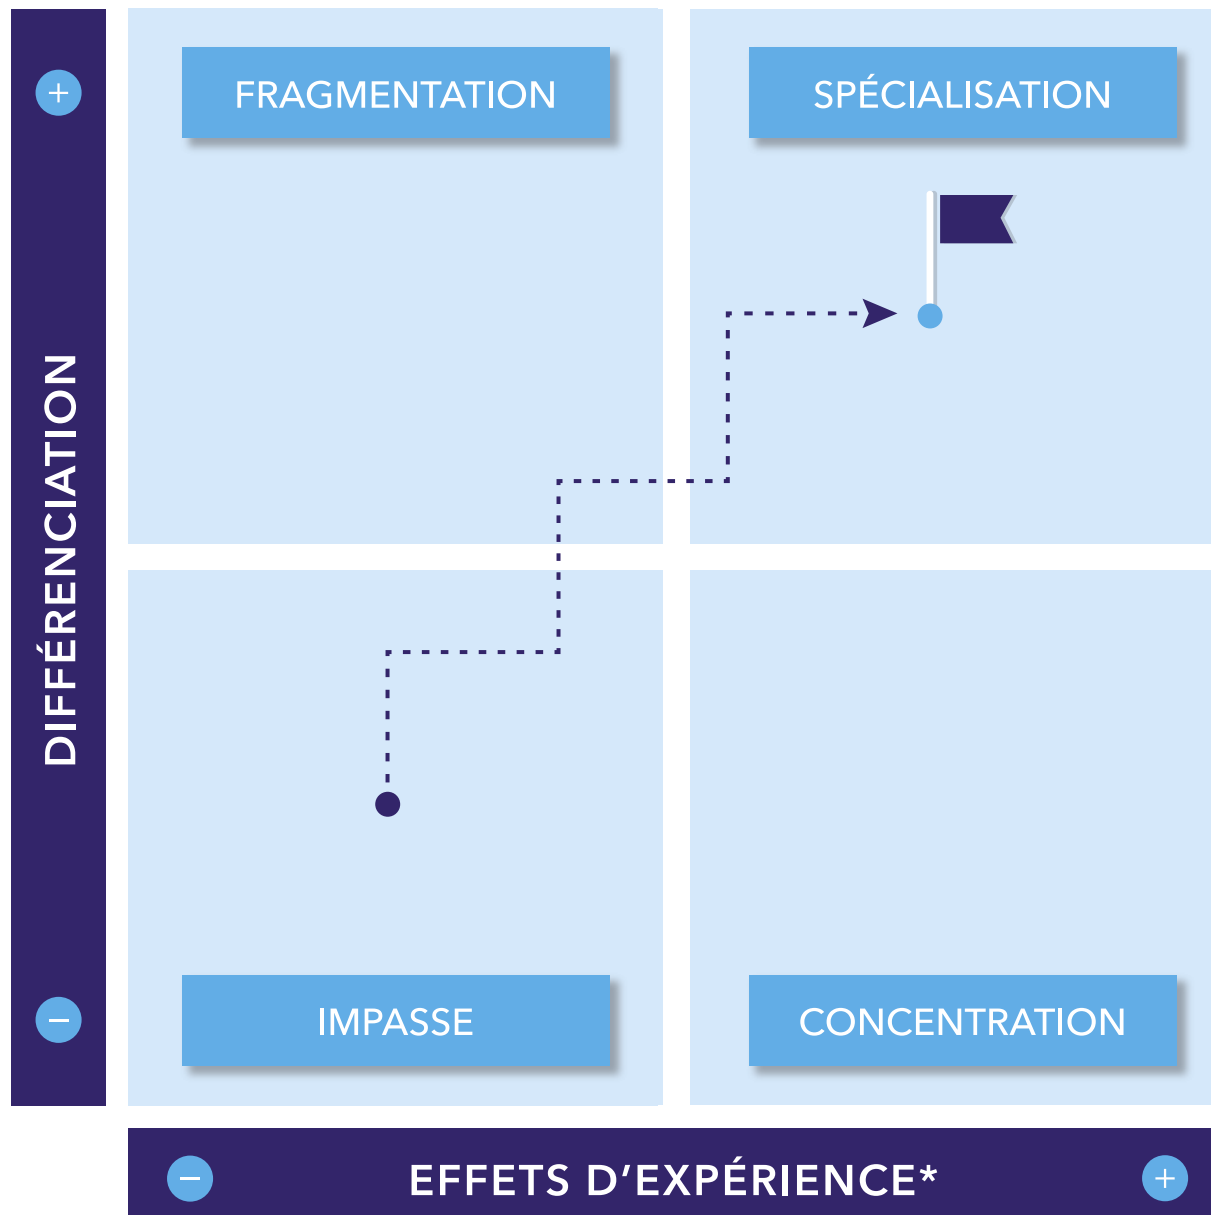 FRAGMENTATION
SPÉCIALISATION
+
DIFFÉRENCIATION
−
IMPASSE
CONCENTRATION
−
EFFETS D'EXPÉRIENCE*
+